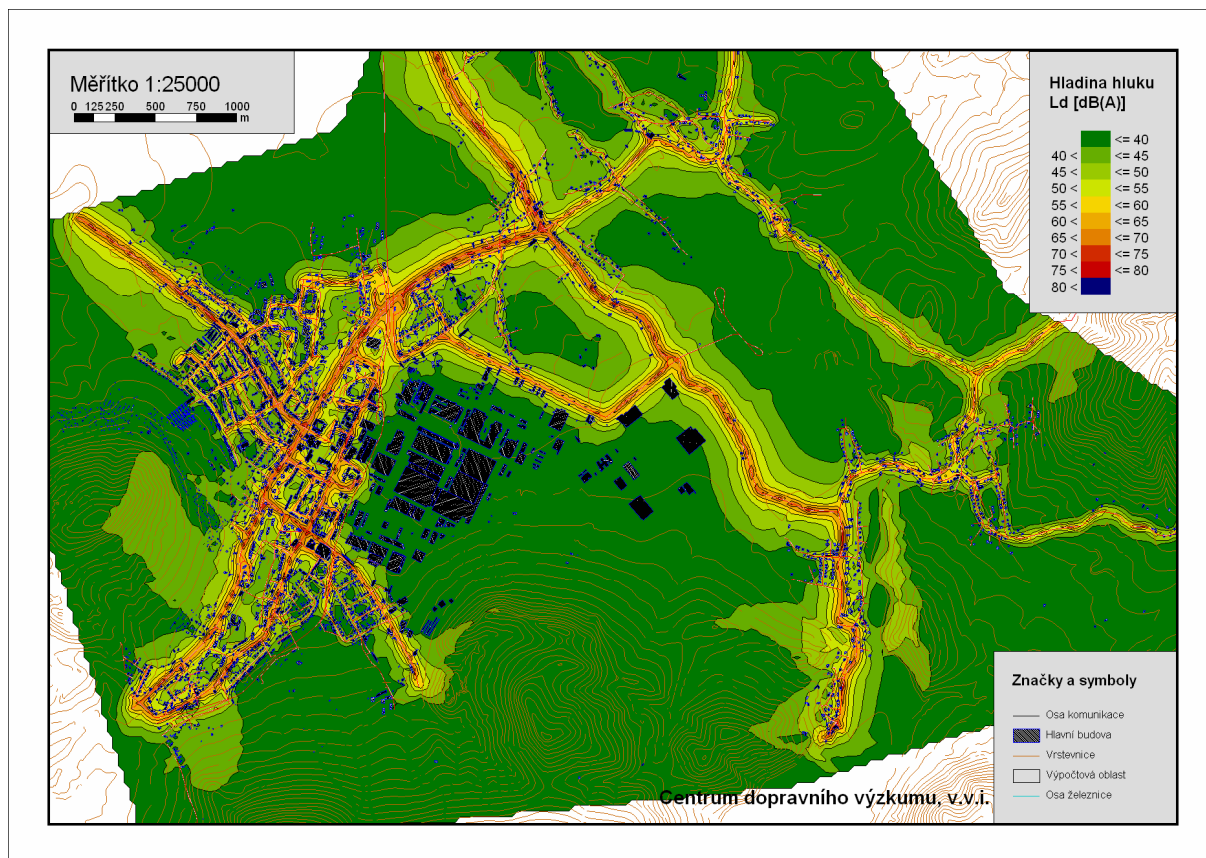 Měřítko 1:25000
0 125 250 500 750 1000
m
Hladina hluku
Ld [dB(A)]
<= 40
40 < <= 45
45 < <= 50
50 < <= 55
55 < <= 60
60 < <= 65
65 < <= 70
70 < <= 75
75 < <= 80
80 <
Značky a symboly
Osa komunikace
Hlavní budova
Vrstevnice
Výpočtová oblast
Osa železnice
Centrum dopravního výzkumu, v.v.i.